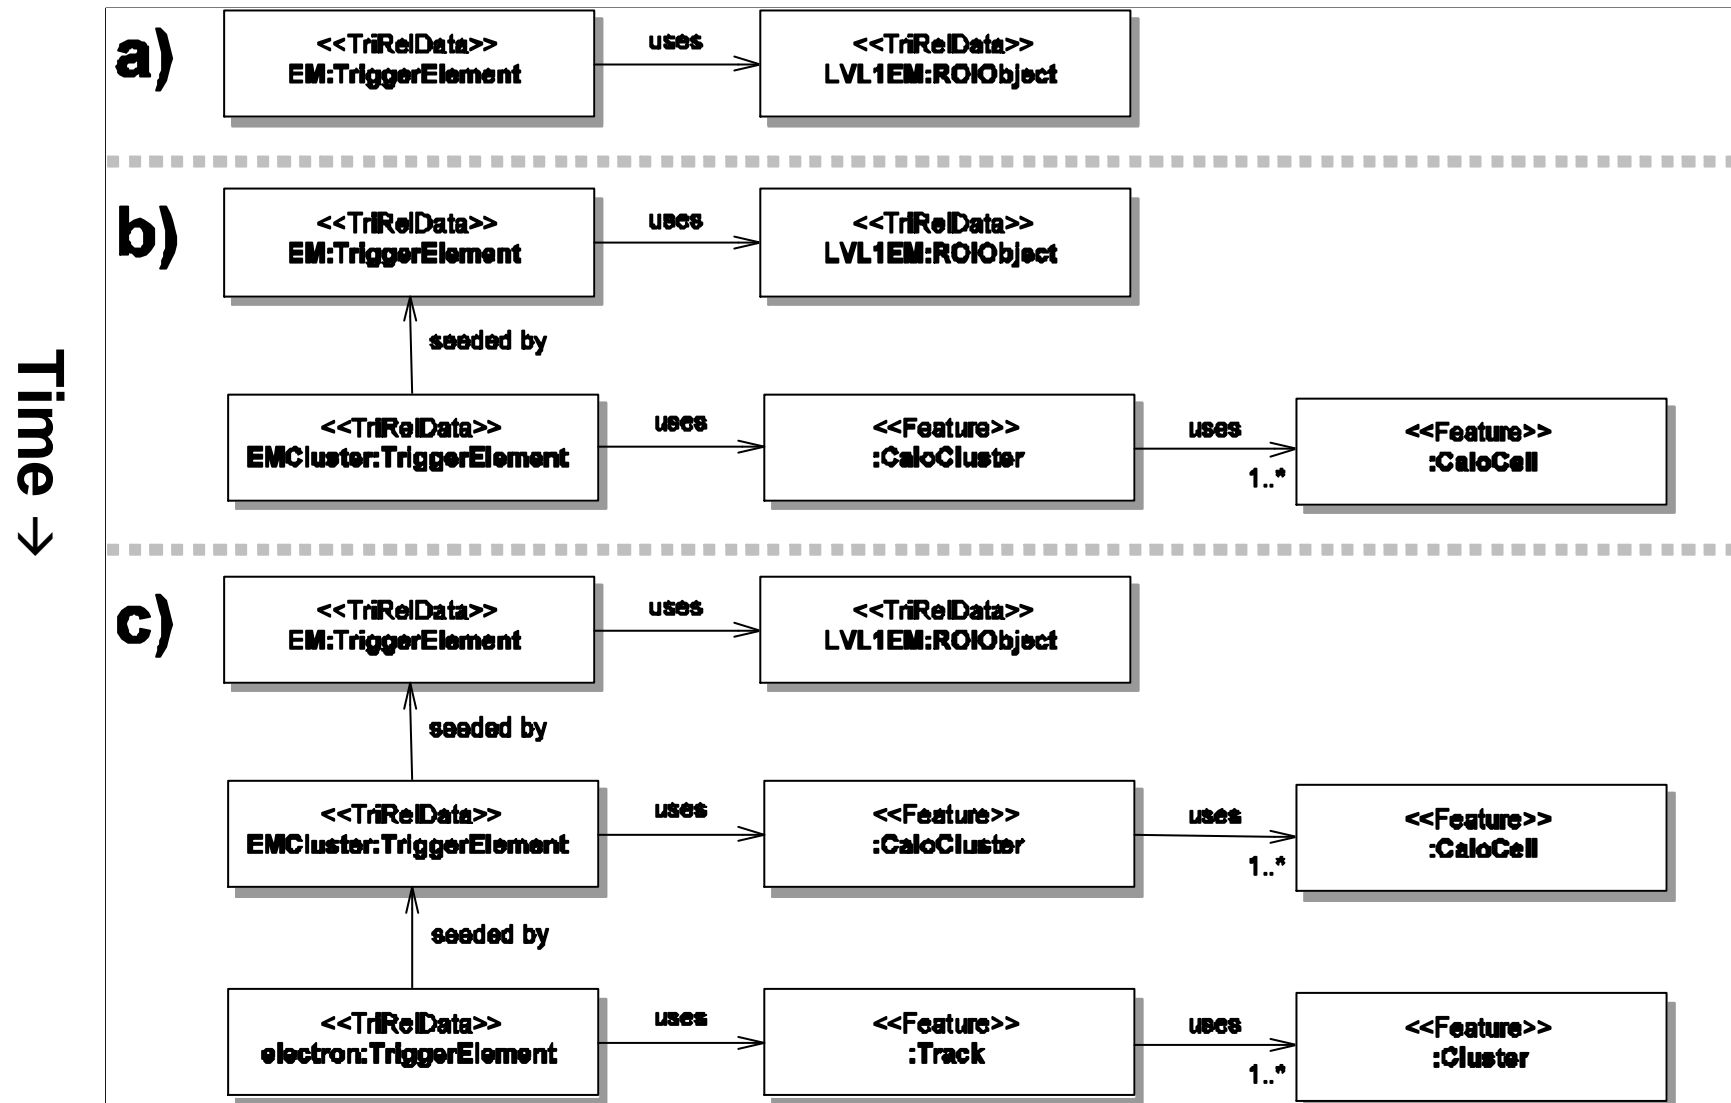 a)
<<TriRelData>>
EM:TriggerElement
uses
<<TriRelData>>
LVL1EM:ROIObject
b)
<<TriRelData>>
EM:TriggerElement
uses
<<TriRelData>>
LVL1EM:ROIObject
seeded by
<<TriRelData>>
EMCluster:TriggerElement
uses
<<Feature>>
:CaloCluster
uses
1..*
<<Feature>>
:CaloCell
Time →
c)
<<TriRelData>>
EM:TriggerElement
uses
<<TriRelData>>
LVL1EM:ROIObject
seeded by
<<TriRelData>>
EMCluster:TriggerElement
uses
<<Feature>>
:CaloCluster
uses
1..*
<<Feature>>
:CaloCell
seeded by
<<TriRelData>>
electron:TriggerElement
uses
<<Feature>>
:Track
uses
1..*
<<Feature>>
:Cluster